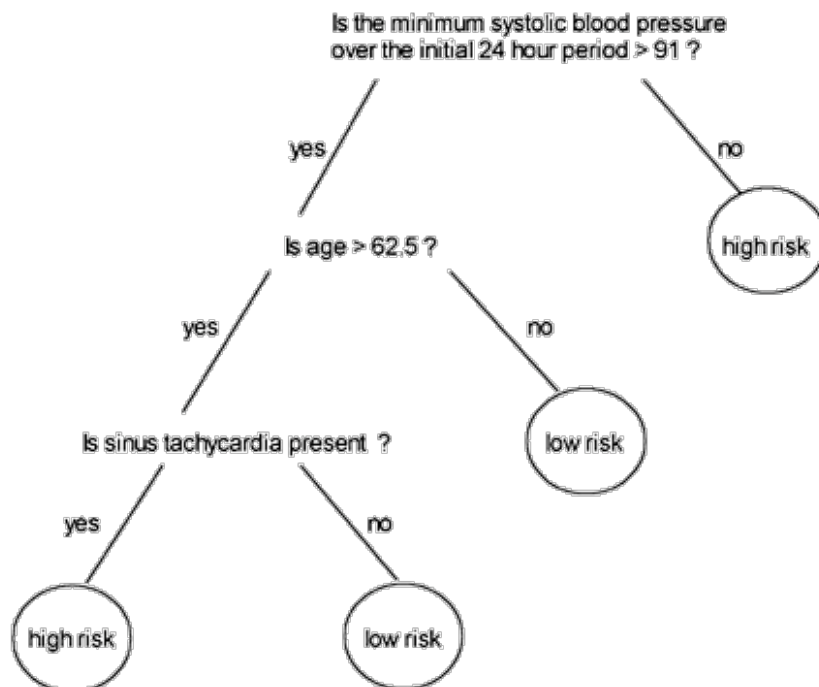 Is the minimum systolic blood pressure
over the initial 24 hour period > 91 ?
yes
no
Is age > 62.5 ?
high risk
yes
no
Is sinus tachycardia present ?
low risk
yes
no
high risk
low risk